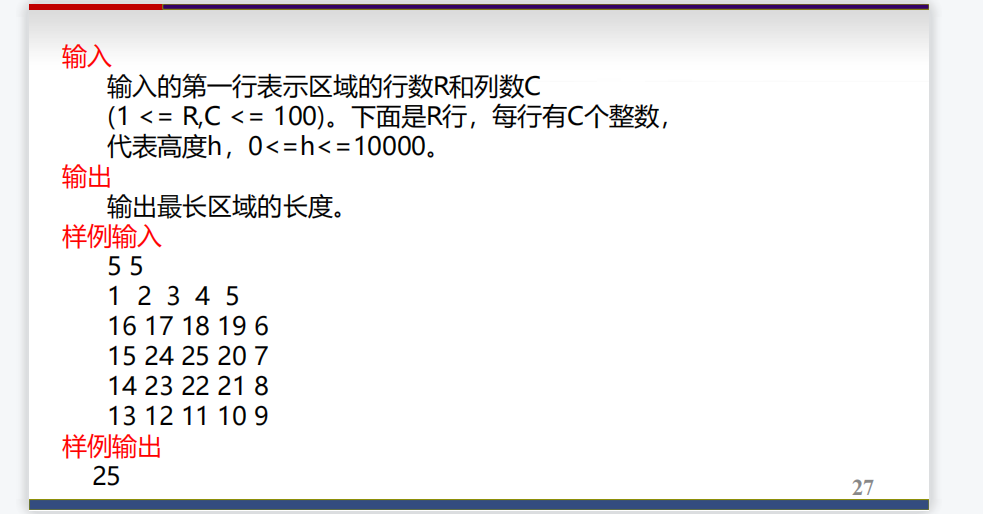 输入
输入的第一行表示区域的行数R和列数C
(1 <= R,C <= 100)。下面是R行，每行有C个整数，
代表高度h，0<=h<=10000。
输出
输出最长区域的长度。
样例输入
5 5
1 2 3 4 5
16 17 18 19 6
15 24 25 20 7
14 23 22 21 8
13 12 11 10 9
样例输出
25
27